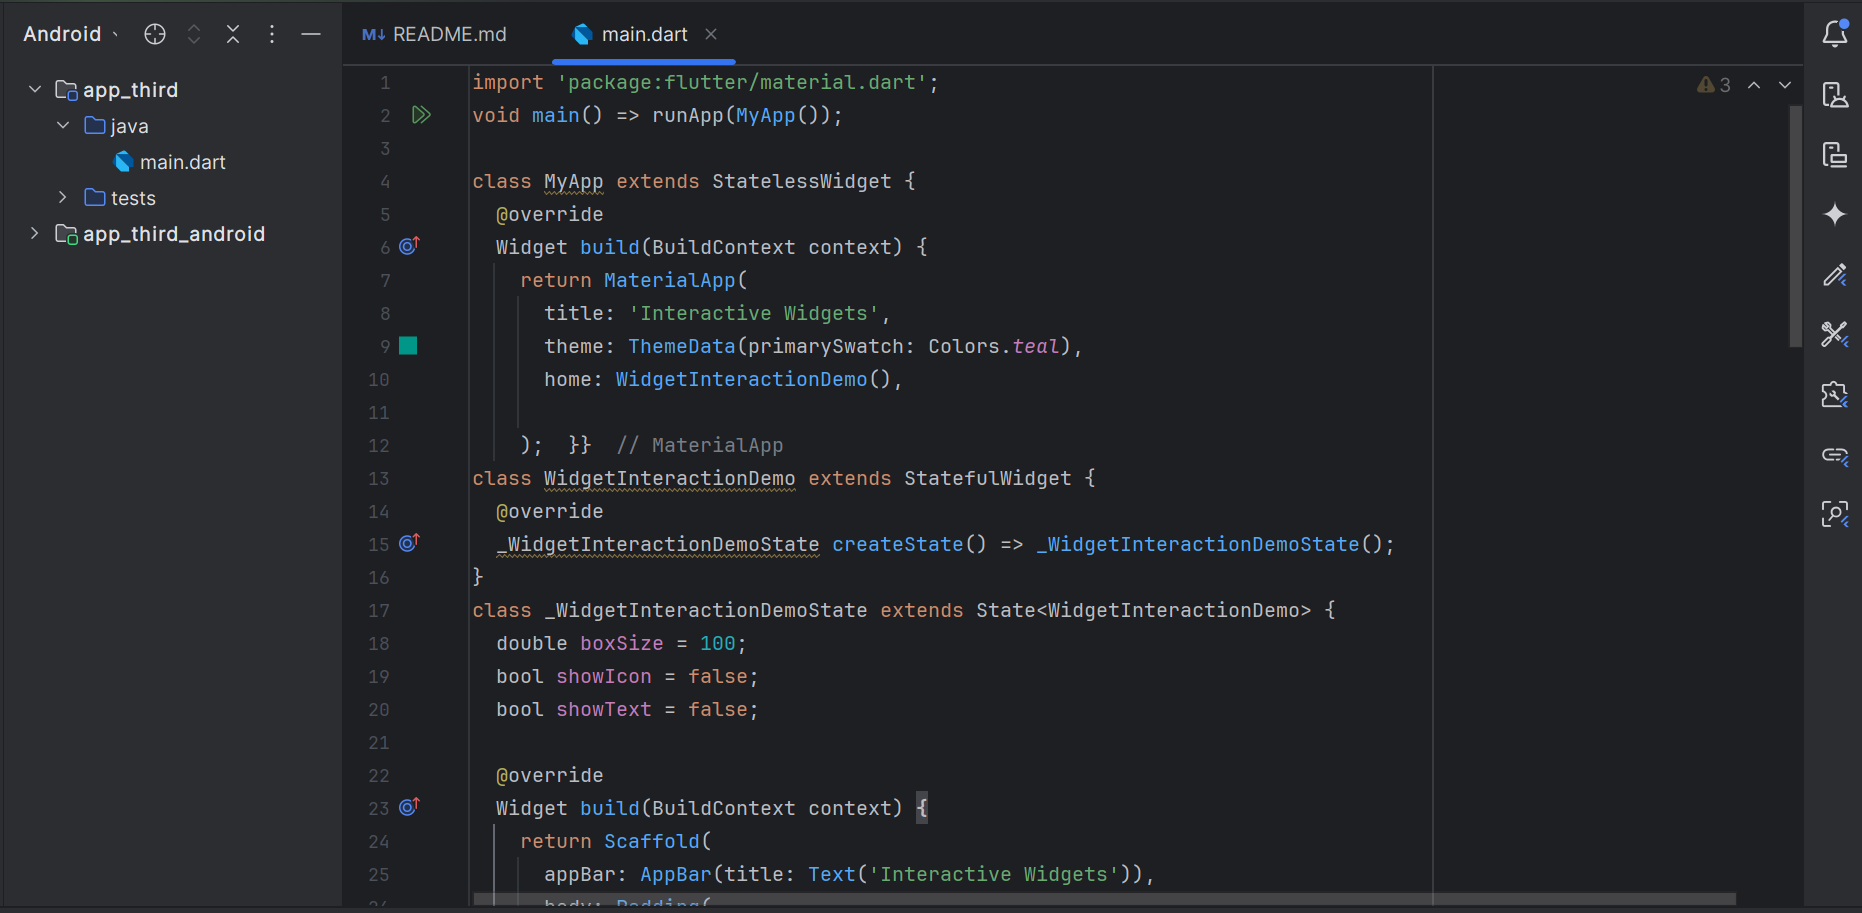 Android
README.md
main.dart
app_third
java
main.dart
tests
app_third_android
3
1 import 'package:flutter/material.dart';
2 void main() => runApp(MyApp());
3
4 class MyApp extends StatelessWidget {
5 @override
6 Widget build(BuildContext context) {
7 return MaterialApp(
8 title: 'Interactive Widgets',
9 theme: ThemeData(primarySwatch: Colors.teal),
10 home: WidgetInteractionDemo(),
11
12 ); }} // MaterialApp
13 class WidgetInteractionDemo extends StatefulWidget {
14 @override
15 _WidgetInteractionDemoState createState() => _WidgetInteractionDemoState();
16 }
17 class _WidgetInteractionDemoState extends State<WidgetInteractionDemo> {
18 double boxSize = 100;
19 bool showIcon = false;
20 bool showText = false;
21
22 @override
23 Widget build(BuildContext context) {
24 return Scaffold(
25 appBar: AppBar(title: Text('Interactive Widgets')),
26 body: Padding(